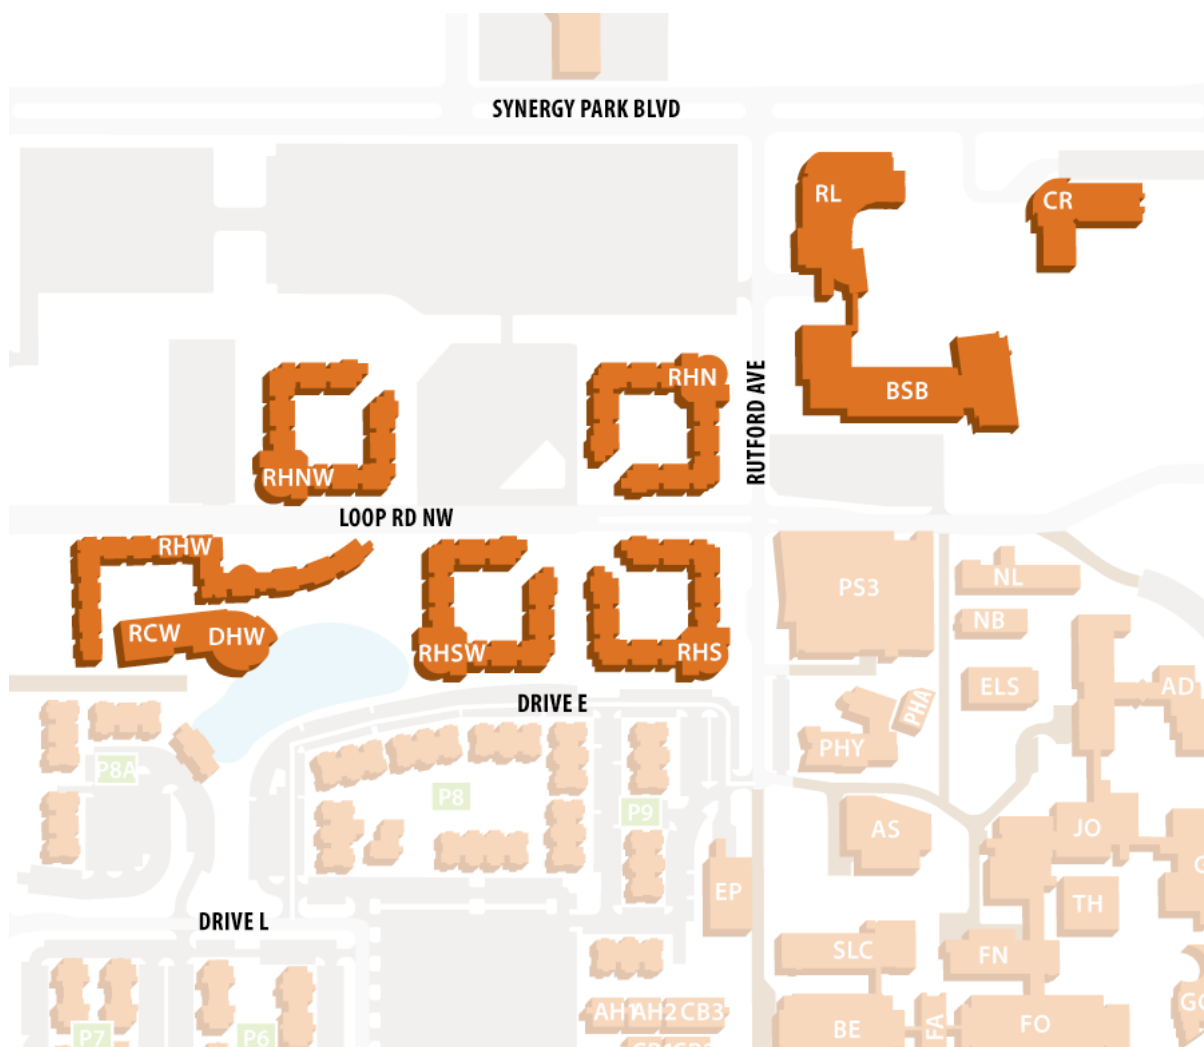 SYNERGY PARK BLVD
RL
CR
RHN
RUTFORD AVE
BSB
RHNW
LOOP RD NW
RHW
PS3
NL
NB
RCW
DHW
RHSW
RHS
ELS
AD
DRIVE E
PHA
PHY
P8A
P8
P9
AS
JO
EP
TH
DRIVE L
SLC
FN
GC
AH1
AH2
CB3
BE
FA
FO
P7
P6